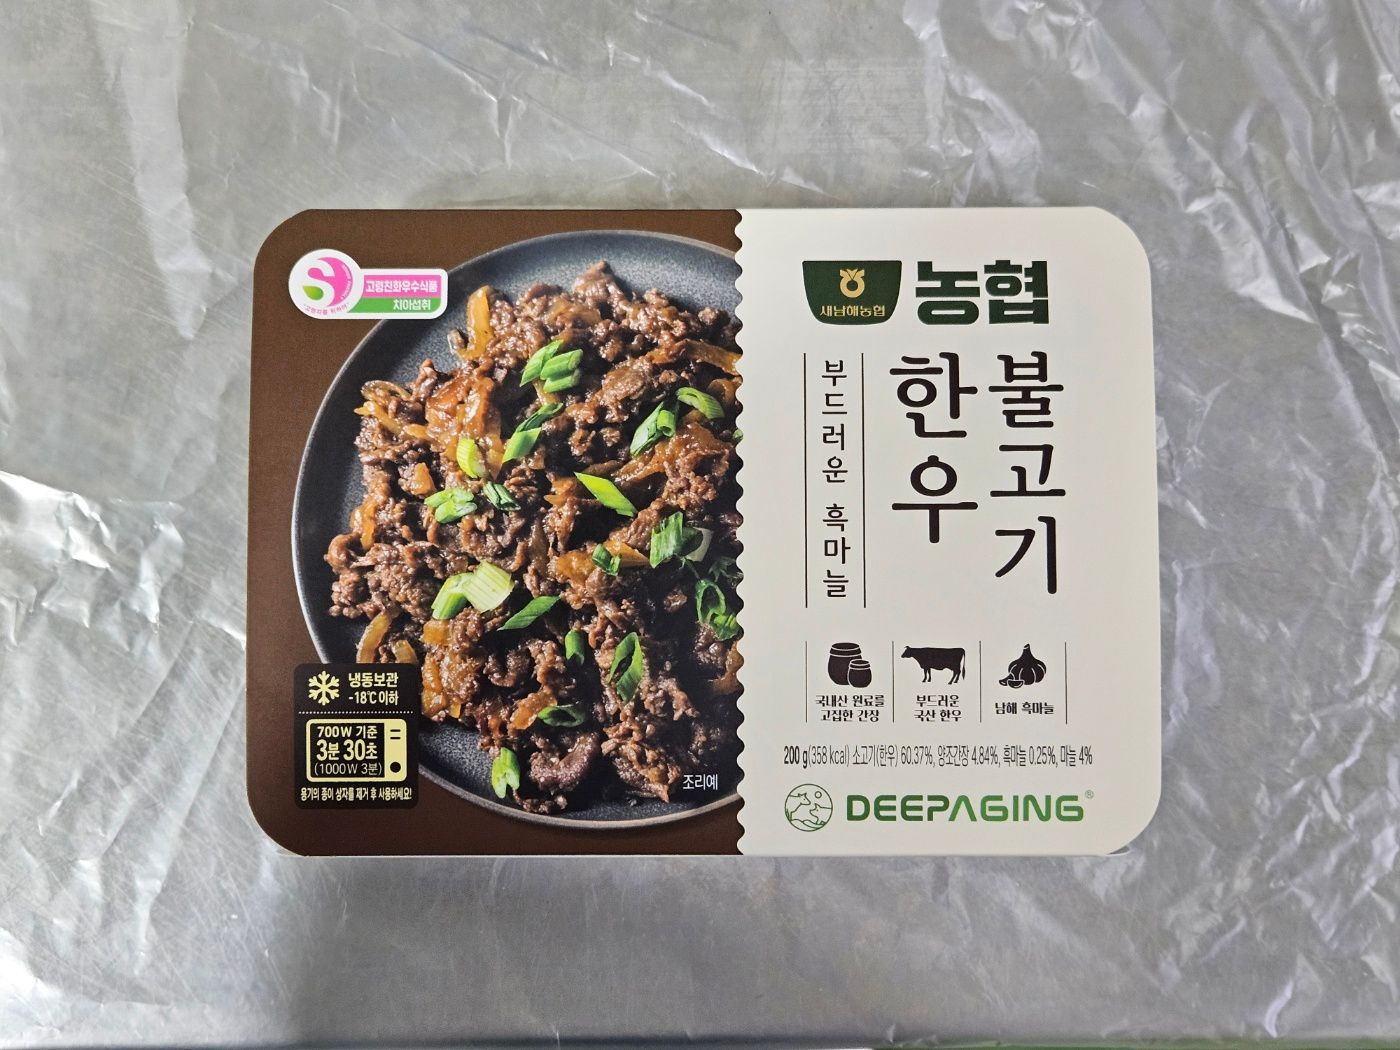 고령친화우수식품
치아섭취
새남해농협
농협
부드러운 흑마늘
한우
불고기
냉동보관
-18℃ 이하
700W 기준
3분 30초
(1000W 3분)
용기의 종이 상자를 제거 후 사용하세요!
조리예
국내산 원료를
고집한 간장
부드러운
국산 한우
남해 흑마늘
200 g(358 kcal) 소고기(한우) 60.37%, 양조간장 4.84%, 흑마늘 0.25%, 마늘 4%
DEEPAGING®